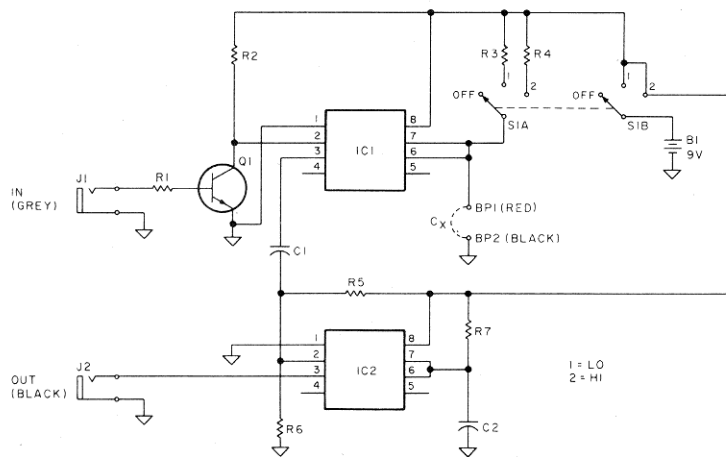 R2
R3
R4
1
2
1
2
OFF
OFF
S1A
S1B
B1
9V
1
2
3
4
IC1
8
7
6
5
Q1
J1
R1
IN
(GREY)
BP1 (RED)
CX
BP2 (BLACK)
C1
R5
1
2
3
4
IC2
8
7
6
5
R7
J2
OUT
(BLACK)
1 = LO
2 = HI
R6
C2